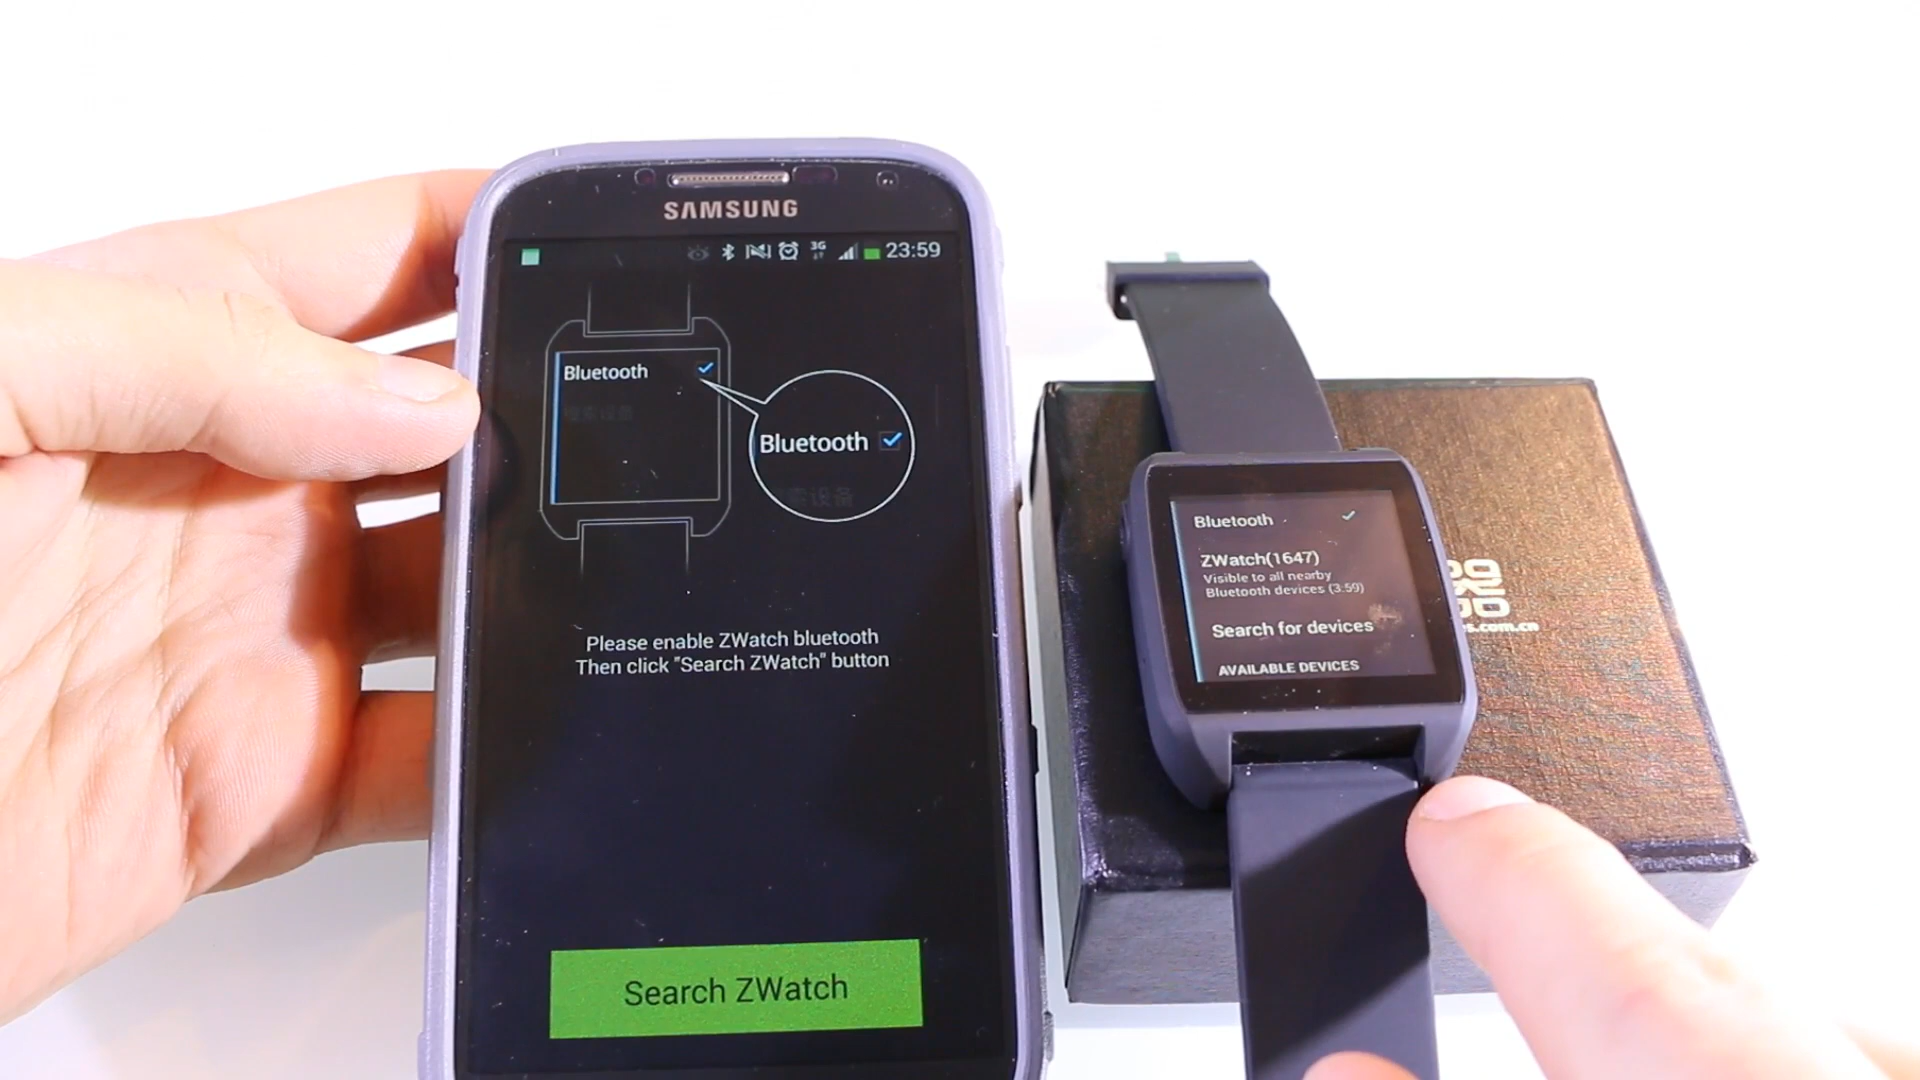 SAMSUNG
3G
23:59
Bluetooth
Bluetooth
Please enable ZWatch bluetooth
Then click "Search ZWatch" button
Search ZWatch
Bluetooth
ZWatch(1647)
Visible to all nearby
Bluetooth devices (3:59)
Search for devices
AVAILABLE DEVICES